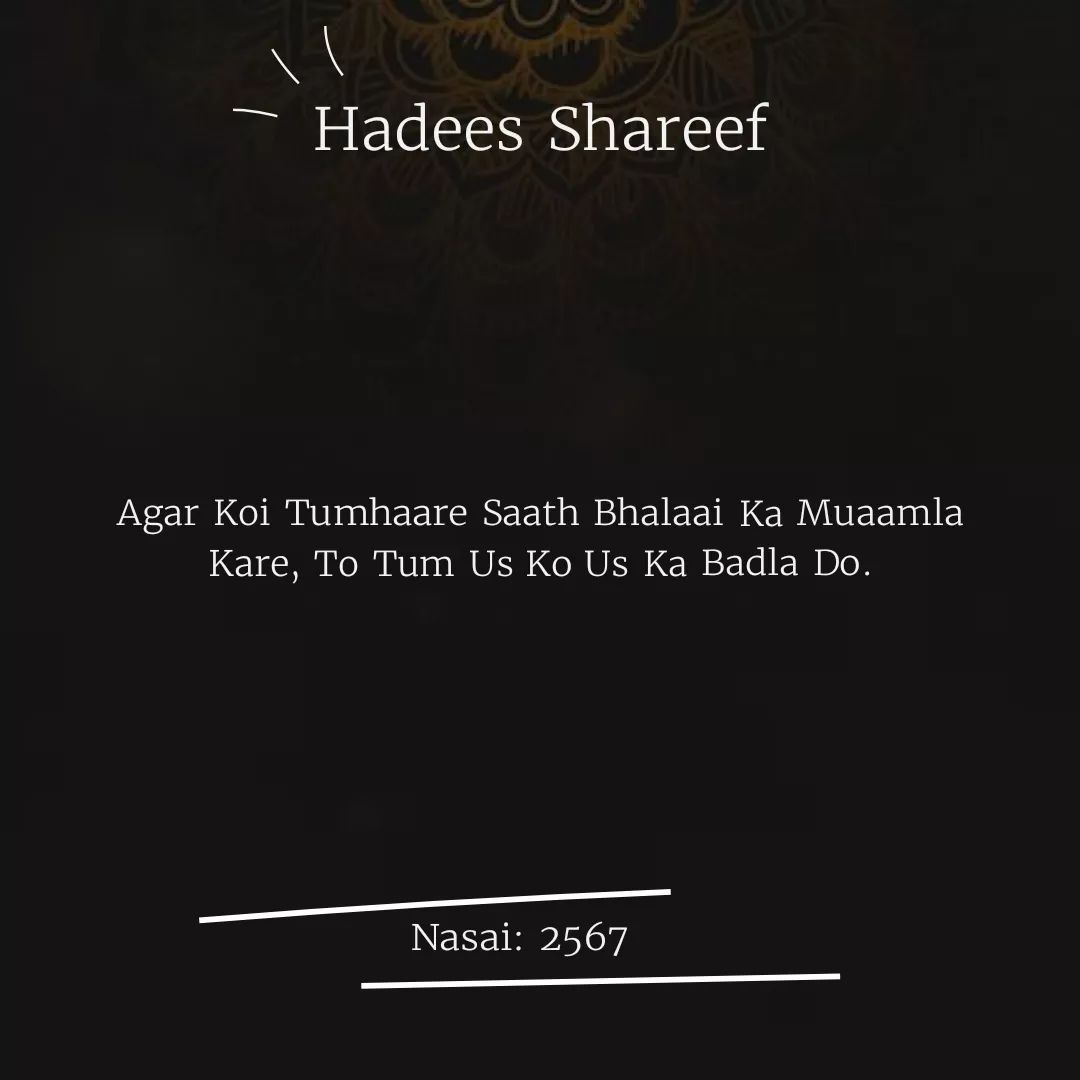 Hadees Shareef
Agar Koi Tumhaare Saath Bhalaai Ka Muaamla
Kare, To Tum Us Ko Us Ka Badla Do.
Nasai: 2567